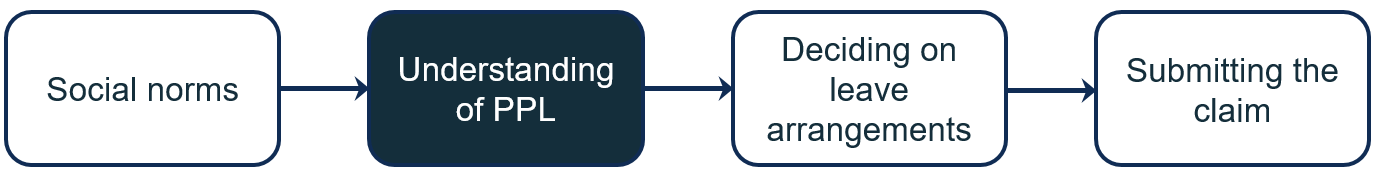 Social norms
Understanding
of PPL
Deciding on
leave
arrangements
Submitting the
claim